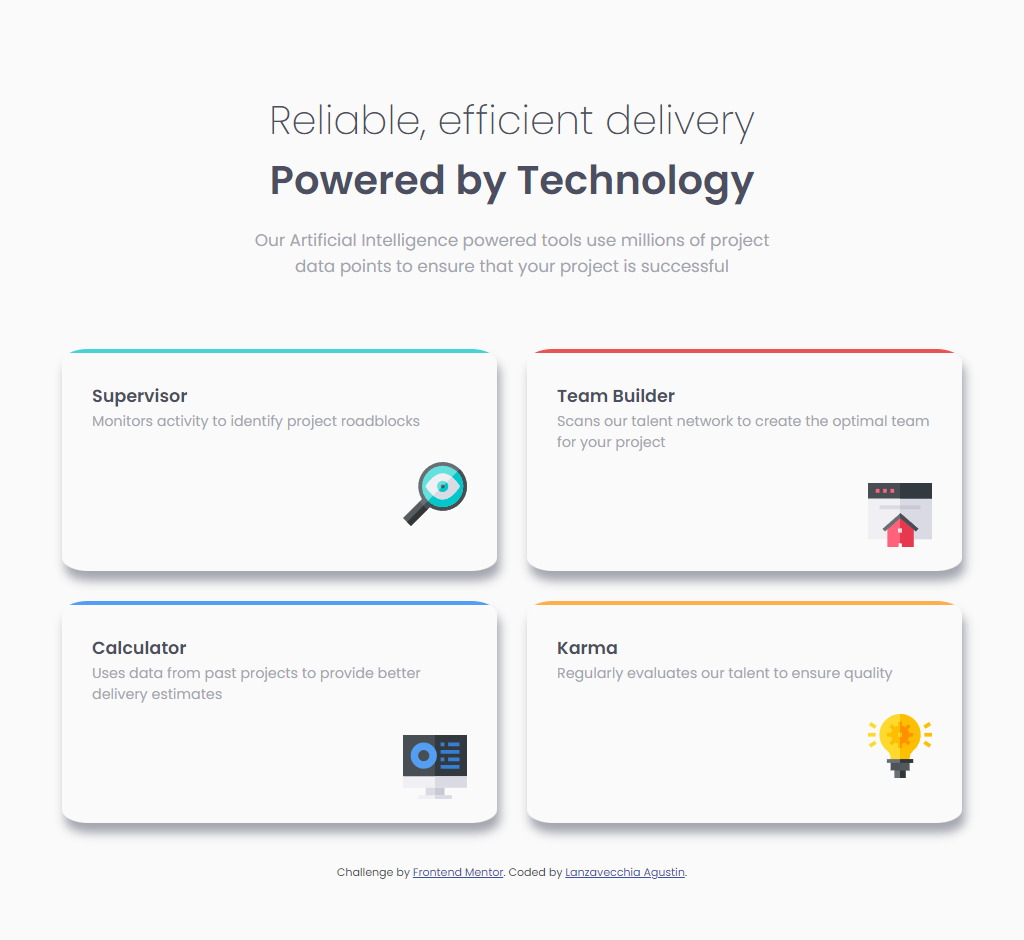 Reliable, efficient delivery
Powered by Technology
Our Artificial Intelligence powered tools use millions of project
data points to ensure that your project is successful
Supervisor
Monitors activity to identify project roadblocks
Team Builder
Scans our talent network to create the optimal team
for your project
Calculator
Uses data from past projects to provide better
delivery estimates
Karma
Regularly evaluates our talent to ensure quality
Challenge by Frontend Mentor. Coded by Lanzavecchia Agustin.